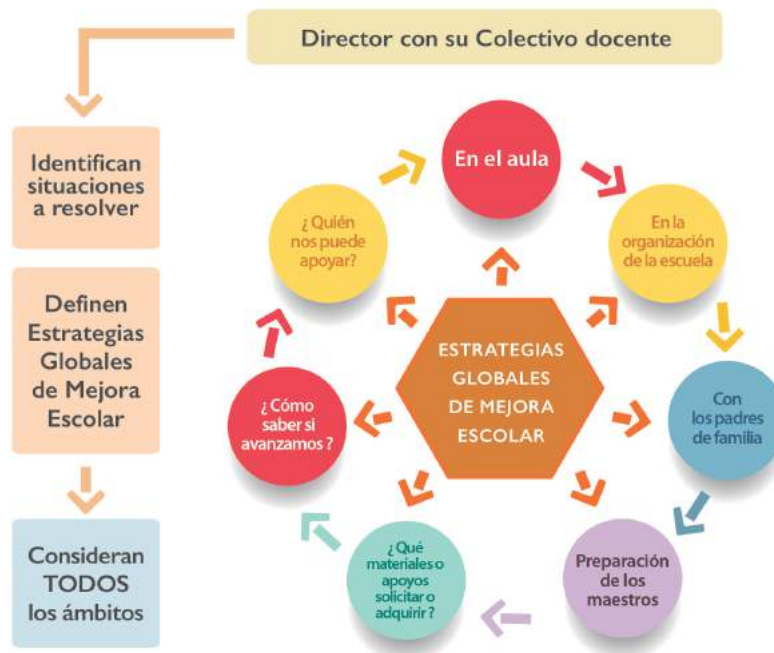 Director con su Colectivo docente
Identifican
situaciones
a resolver
Definen
Estrategias
Globales
de Mejora
Escolar
Consideran
TODOS
los ámbitos
En el aula
En la
organización
de la escuela
Con
los padres
de familia
Preparación
de los
maestros
¿Qué
materiales o
apoyos
solicitar o
adquirir?
¿Cómo
saber si
avanzamos?
¿Quién
nos puede
apoyar?
ESTRATEGIAS
GLOBALES
DE MEJORA
ESCOLAR